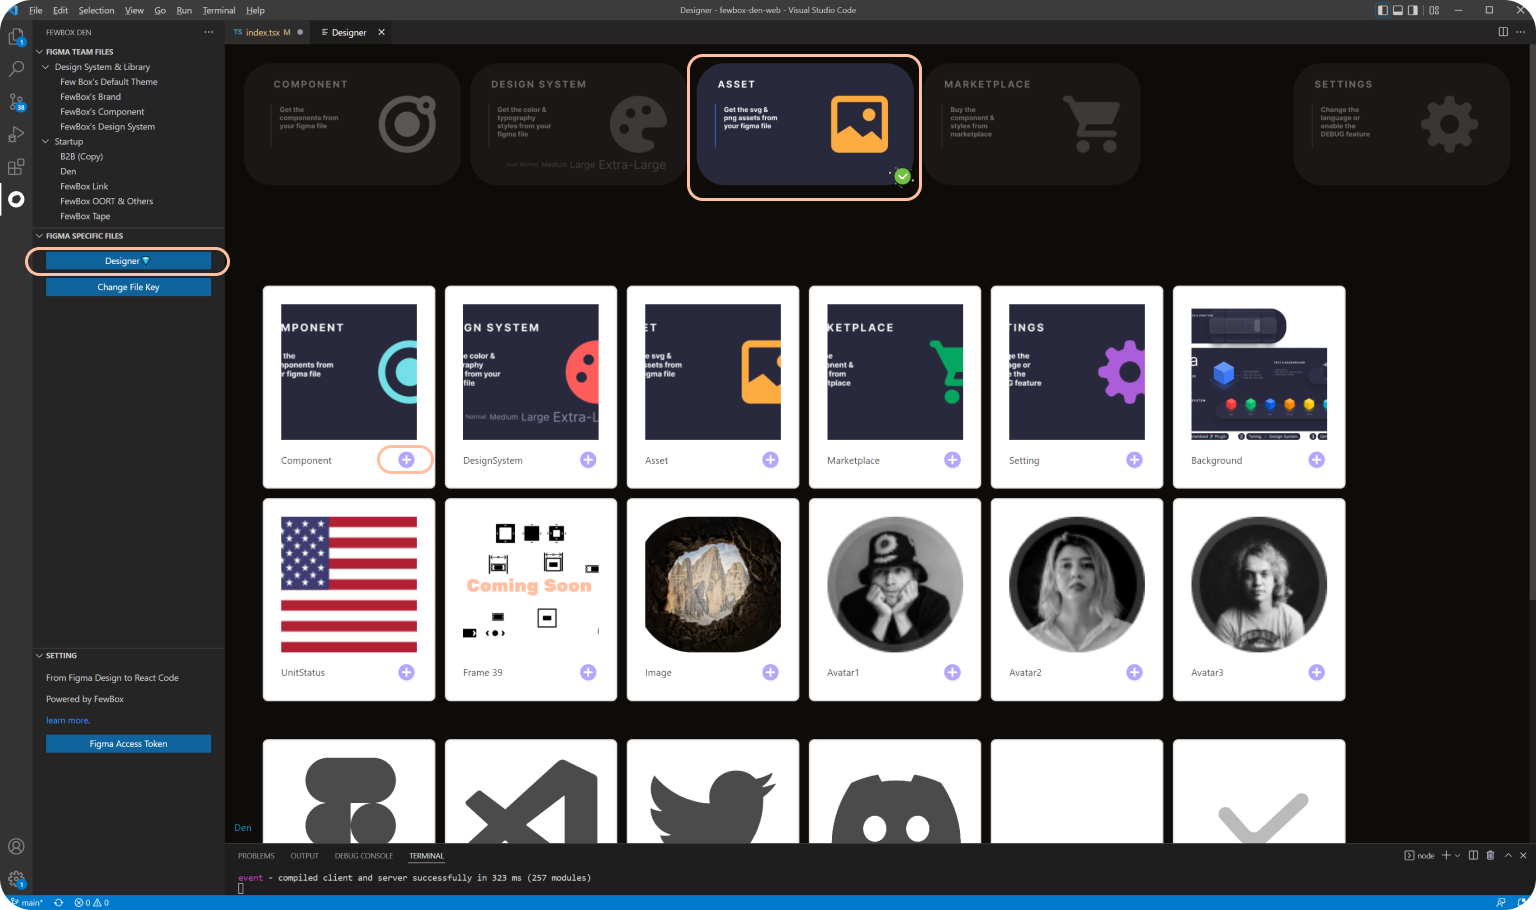 File Edit Selection View Go Run Terminal Help
Designer - fewbox-den-web - Visual Studio Code
FEWBOX DEN
FIGMA TEAM FILES
Design System & Library
Few Box's Default Theme
FewBox's Brand
FewBox's Component
FewBox's Design System
Startup
B2B (Copy)
Den
FewBox Link
FewBox OORT & Others
FewBox Tape
FIGMA SPECIFIC FILES
Designer
Change File Key
SETTING
From Figma Design to React Code
Powered by FewBox
learn more.
Figma Access Token
1
38
1
TS index.tsx M
Designer
COMPONENT
Get the
components from
your figma file
DESIGN SYSTEM
Get the color &
typography
styles from your
figma file
Normal Medium Large Extra-Large
ASSET
Get the svg &
png assets from
your figma file
MARKETPLACE
Buy the
component &
styles from
marketplace
SETTINGS
Change the
language or
enable the
DEBUG feature
MPONENT
the
nponents from
r figma file
Component
GN SYSTEM
e color &
raphy
from your
file
Normal Medium Large Extra-L
DesignSystem
ET
e svg &
ssets from
igma file
Asset
KETPLACE
e
onent &
from
tplace
Marketplace
TINGS
ge the
age or
the
G feature
Setting
Background
UnitStatus
Coming Soon
Frame 39
Image
Avatar1
Avatar2
Avatar3
Den
PROBLEMS OUTPUT DEBUG CONSOLE TERMINAL
node
event - compiled client and server successfully in 323 ms (257 modules)
main* 0 0